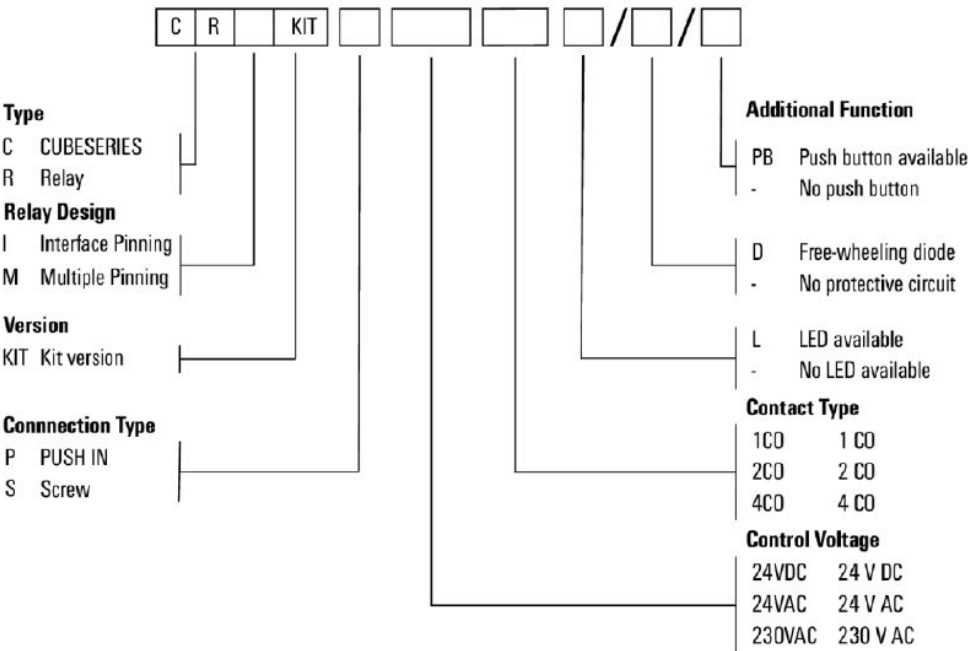 C R KIT / /
Type
C CUBESERIES
R Relay
Relay Design
I Interface Pinning
M Multiple Pinning
Version
KIT Kit version
Connnection Type
P PUSH IN
S Screw
Additional Function
PB Push button available
- No push button
D Free-wheeling diode
- No protective circuit
L LED available
- No LED available
Contact Type
1CO 1 CO
2CO 2 CO
4CO 4 CO
Control Voltage
24VDC 24 V DC
24VAC 24 V AC
230VAC 230 V AC